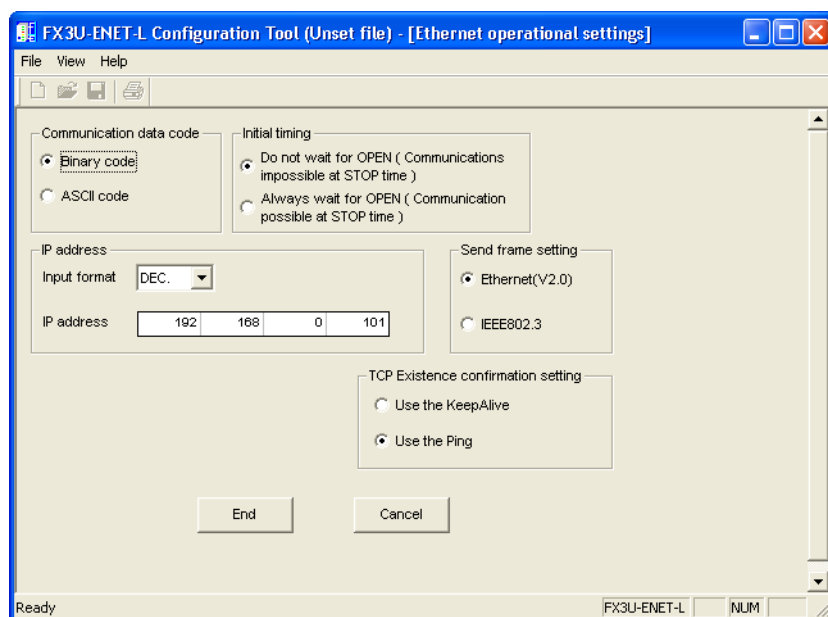 FX3U-ENET-L Configuration Tool (Unset file) - [Ethernet operational settings]
File View Help
Communication data code
Binary code
ASCII code
Initial timing
Do not wait for OPEN ( Communications
impossible at STOP time )
Always wait for OPEN ( Communication
possible at STOP time )
IP address
Input format DEC.
IP address 192 168 0 101
Send frame setting
Ethernet(V2.0)
IEEE802.3
TCP Existence confirmation setting
Use the KeepAlive
Use the Ping
End Cancel
Ready FX3U-ENET-L NUM